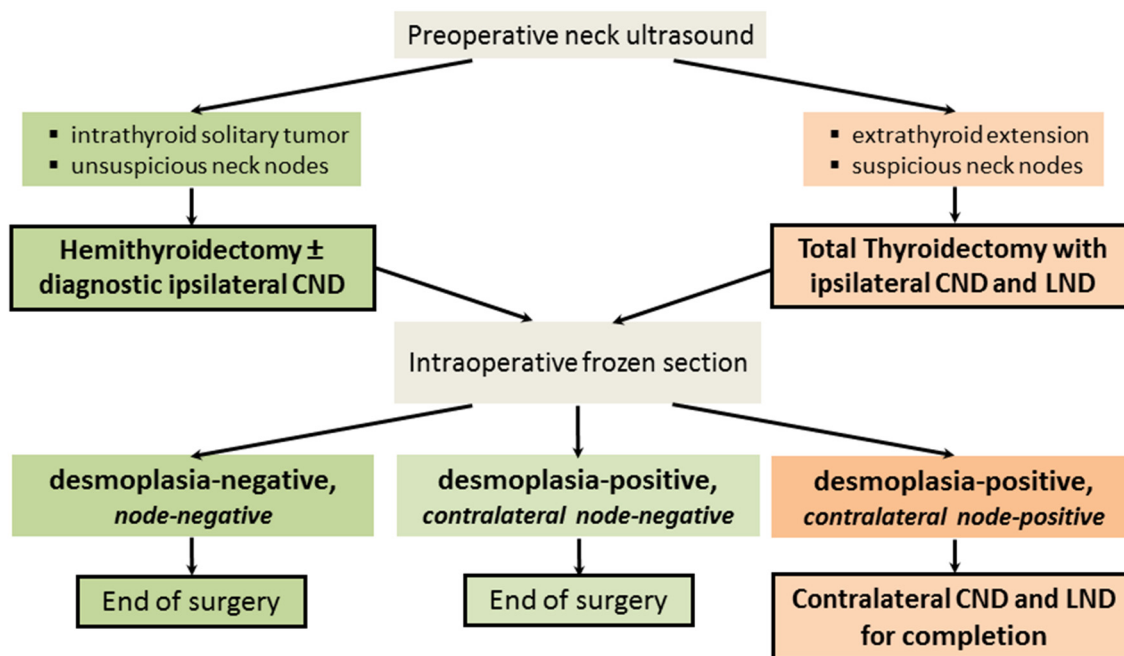 Preoperative neck ultrasound
▪ intrathyroid solitary tumor
▪ unsuspicious neck nodes
▪ extrathyroid extension
▪ suspicious neck nodes
Hemithyroidectomy ±
diagnostic ipsilateral CND
Total Thyroidectomy with
ipsilateral CND and LND
Intraoperative frozen section
desmoplasia-negative,
node-negative
desmoplasia-positive,
contralateral node-negative
desmoplasia-positive,
contralateral node-positive
End of surgery
End of surgery
Contralateral CND and LND
for completion